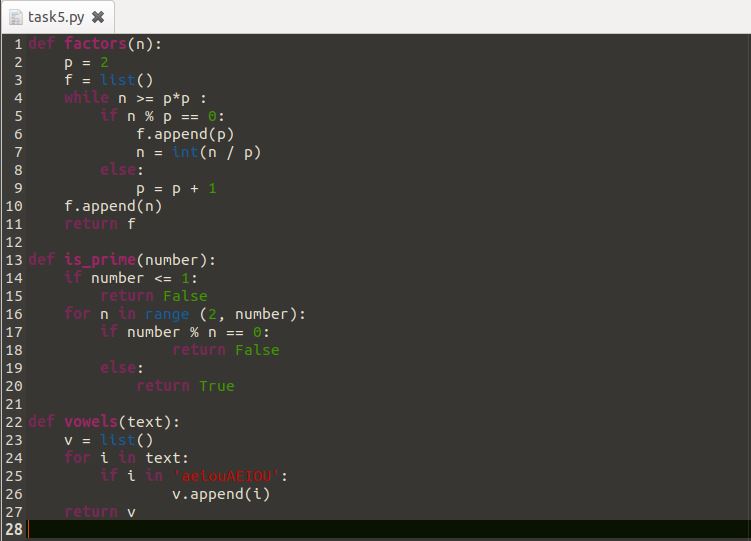 task5.py
1 def factors(n):
2     p = 2
3     f = list()
4     while n >= p*p :
5         if n % p == 0:
6             f.append(p)
7             n = int(n / p)
8         else:
9             p = p + 1
10     f.append(n)
11     return f
12
13 def is_prime(number):
14     if number <= 1:
15         return False
16     for n in range (2, number):
17         if number % n == 0:
18                 return False
19         else:
20             return True
21
22 def vowels(text):
23     v = list()
24     for i in text:
25         if i in 'aeiouAEIOU':
26                 v.append(i)
27     return v
28